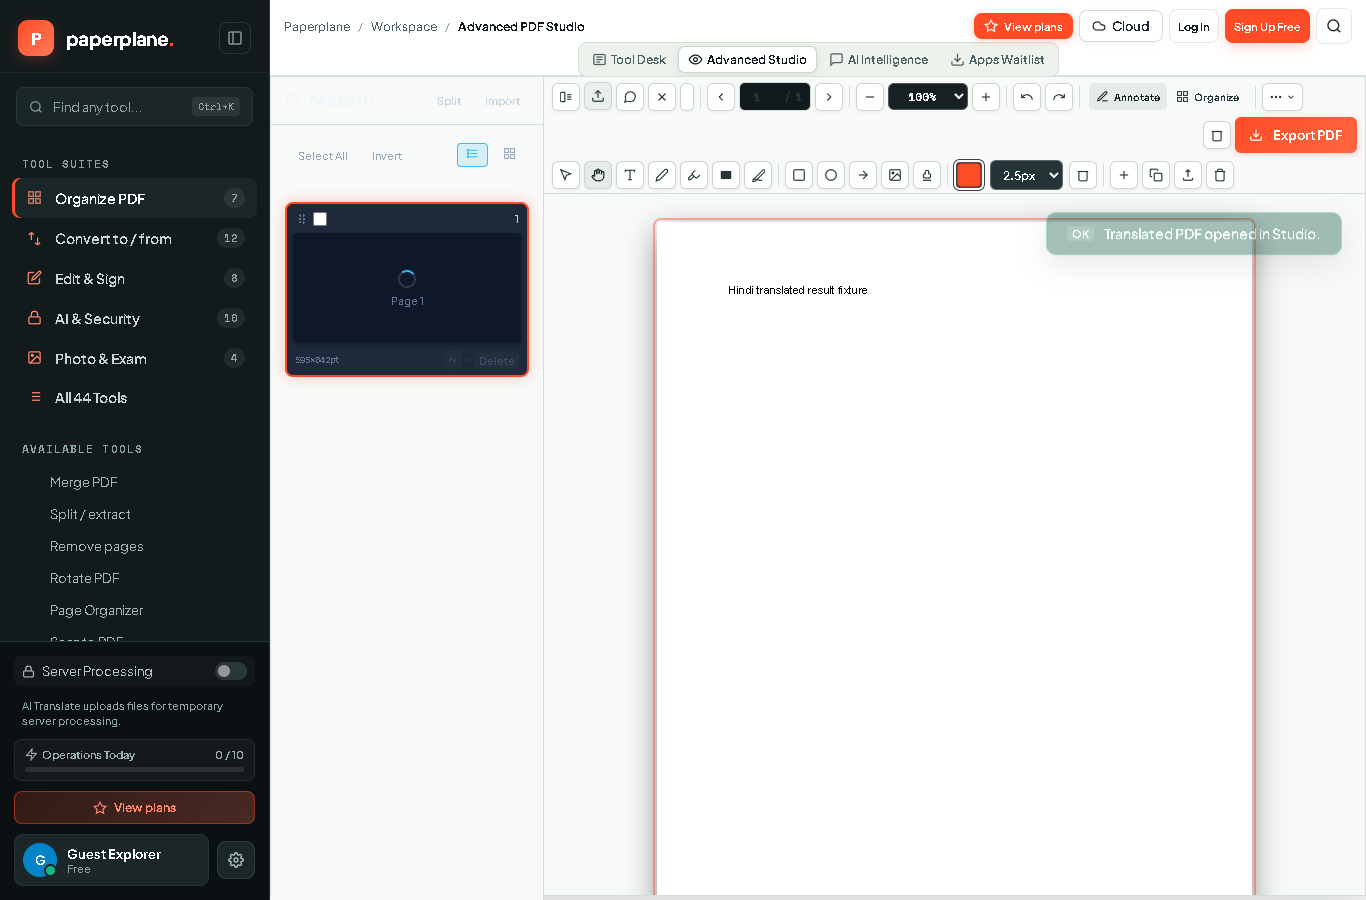 P paperplane.
Find any tool... Ctrl+K
TOOL SUITES
Organize PDF 7
Convert to / from 12
Edit & Sign 8
AI & Security 10
Photo & Exam 4
All 44 Tools
AVAILABLE TOOLS
Merge PDF
Split / extract
Remove pages
Rotate PDF
Page Organizer
Server Processing
AI Translate uploads files for temporary
server processing.
Operations Today 0 / 10
View plans
G Guest Explorer
Free
Paperplane / Workspace / Advanced PDF Studio
View plans Cloud Log In Sign Up Free
Tool Desk Advanced Studio AI Intelligence Apps Waitlist
PAGES (1) Split Import
Select All Invert
1
Page 1
595×842pt Delete
1 / 1 100% Annotate Organize
Export PDF
2.5px
OK Translated PDF opened in Studio.
Hindi translated result fixture